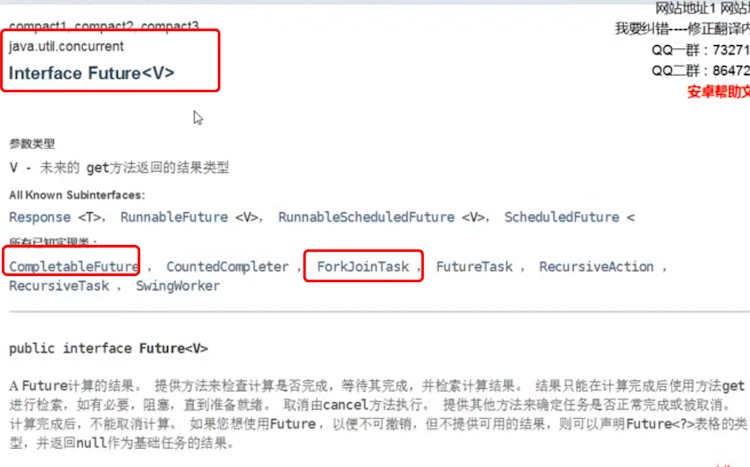 网站地址1 网站地
compact1, compact2, compact3
我要纠错----修正翻译内
java.util.concurrent
QQ一群：73271
Interface Future<V>
QQ二群：86472
安卓帮助文
参数类型
V - 未来的 get方法返回的结果类型
All Known Subinterfaces:
Response <T>， RunnableFuture <V>， RunnableScheduledFuture <V>， ScheduledFuture <
所有已知实现类：
CompletableFuture ， CountedCompleter ， ForkJoinTask ， FutureTask ， RecursiveAction ，
RecursiveTask ， SwingWorker
public interface Future<V>
A Future计算的结果。 提供方法来检查计算是否完成，等待其完成，并检索计算结果。 结果只能在计算完成后使用方法get
进行检索，如有必要，阻塞，直到准备就绪。 取消由cancel方法执行。 提供其他方法来确定任务是否正常完成或被取消。
计算完成后，不能取消计算。 如果您想使用Future ，以便不可撤销，但不提供可用的结果，则可以声明Future<?>表格的类
型，并返回null作为基础任务的结果。